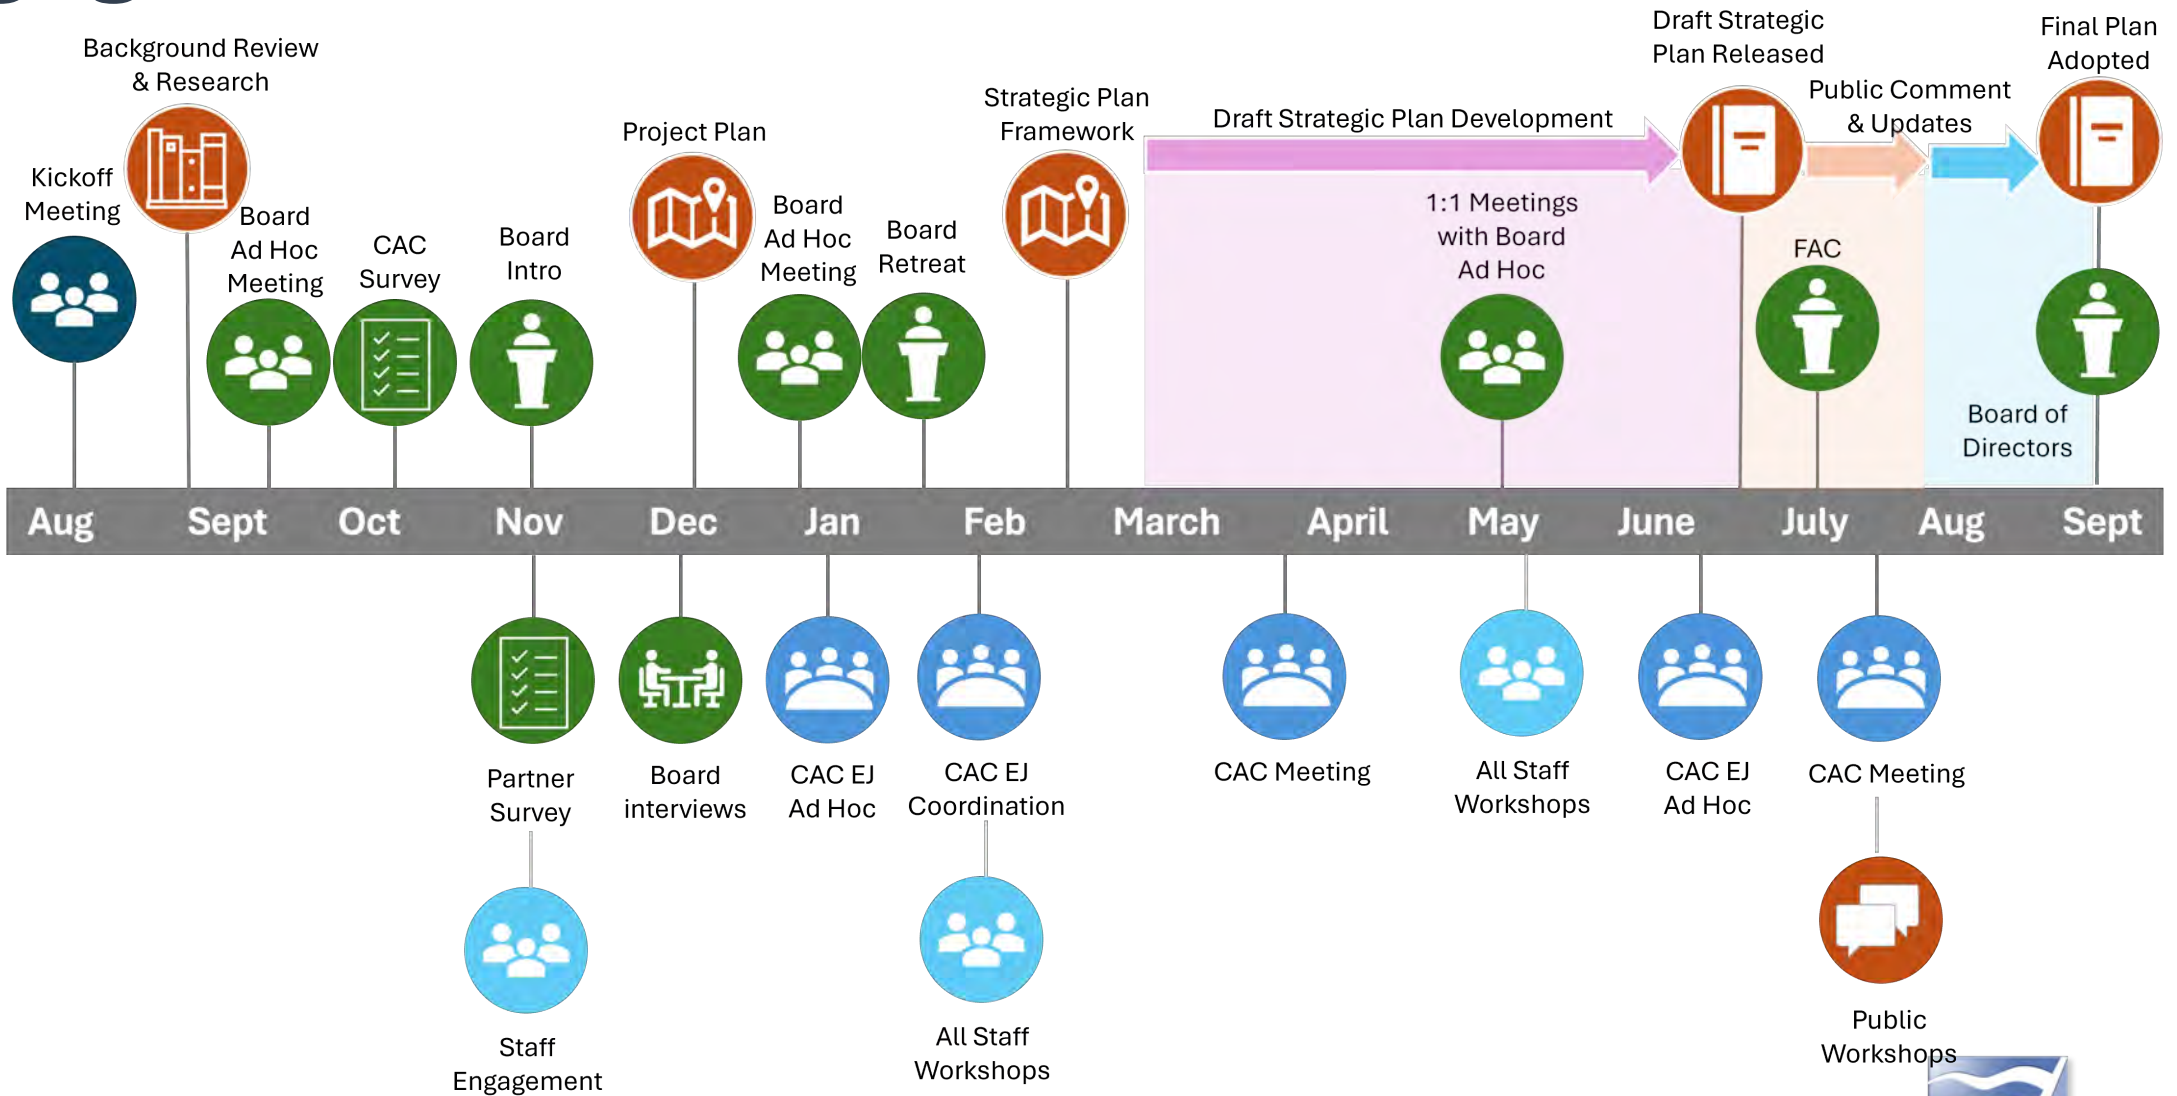 Background Review
& Research
Kickoff
Meeting
Board
Ad Hoc
Meeting
CAC
Survey
Board
Intro
Project Plan
Board
Ad Hoc
Meeting
Board
Retreat
Strategic Plan
Framework
Draft Strategic Plan Development
1:1 Meetings
with Board
Ad Hoc
Draft Strategic
Plan Released
Public Comment
& Updates
FAC
Final Plan
Adopted
Board of
Directors
Aug
Sept
Oct
Nov
Dec
Jan
Feb
March
April
May
June
July
Aug
Sept
Partner
Survey
Board
interviews
CAC EJ
Ad Hoc
CAC EJ
Coordination
CAC Meeting
All Staff
Workshops
CAC EJ
Ad Hoc
CAC Meeting
Staff
Engagement
All Staff
Workshops
Public
Workshops